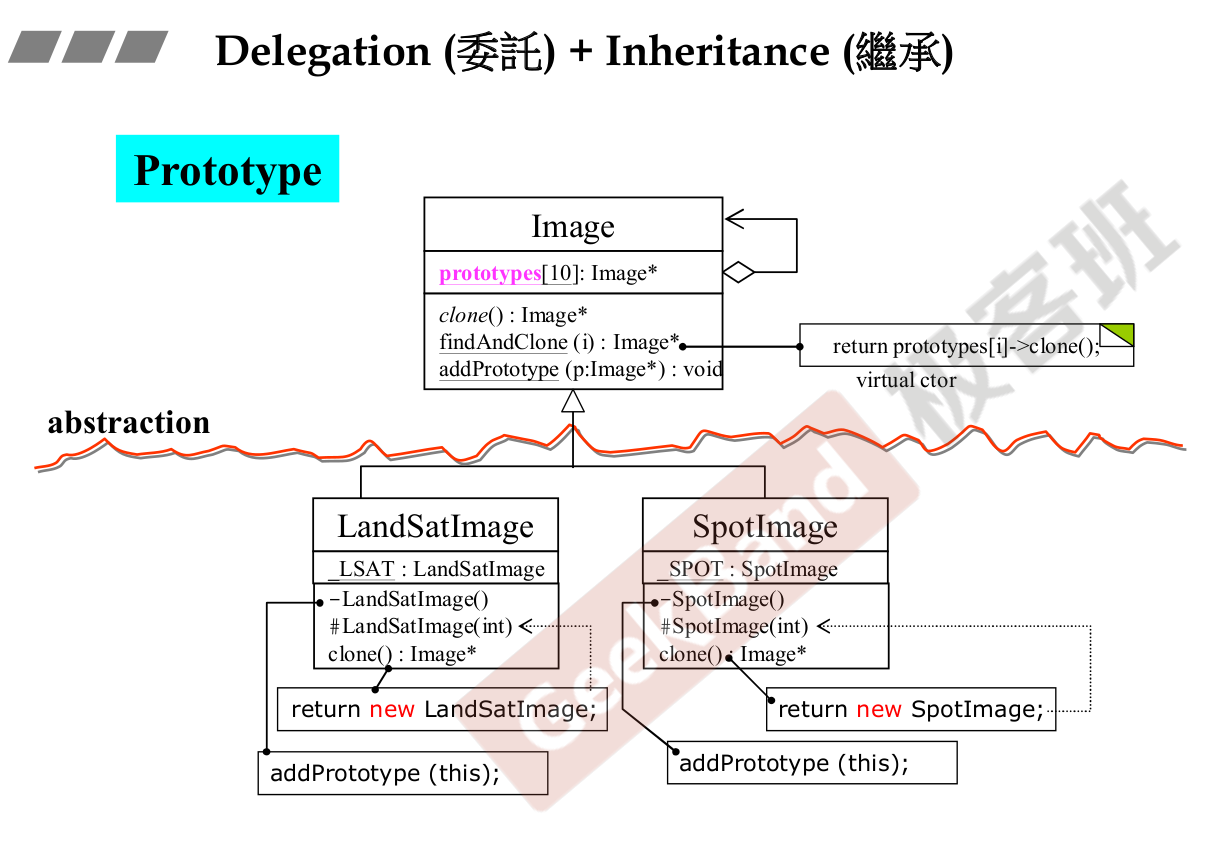 Delegation (委託) + Inheritance (繼承)
Prototype
Image
prototypes[10]: Image*
clone() : Image*
findAndClone (i) : Image*
addPrototype (p:Image*) : void
return prototypes[i]->clone();
virtual ctor
abstraction
LandSatImage
_LSAT : LandSatImage
-LandSatImage()
#LandSatImage(int)
clone() : Image*
return new LandSatImage;
addPrototype (this);
SpotImage
_SPOT : SpotImage
-SpotImage()
#SpotImage(int)
clone() : Image*
return new SpotImage;
addPrototype (this);
GeekBand 极客班